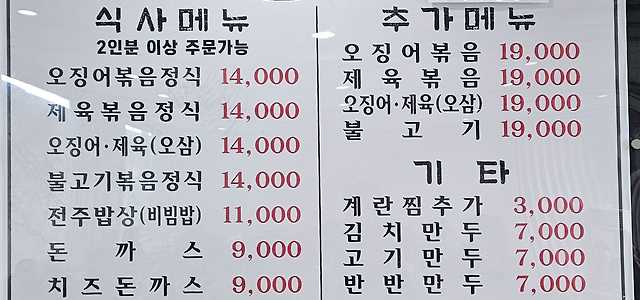 식사메뉴
2인분 이상 주문가능
오징어볶음정식 14,000
제육볶음정식 14,000
오징어·제육(오삼) 14,000
불고기볶음정식 14,000
전주밥상(비빔밥) 11,000
돈까스 9,000
치즈돈까스 9,000
추가메뉴
오징어볶음 19,000
제육볶음 19,000
오징어·제육(오삼) 19,000
불고기 19,000
기타
계란찜추가 3,000
김치만두 7,000
고기만두 7,000
반반만두 7,000